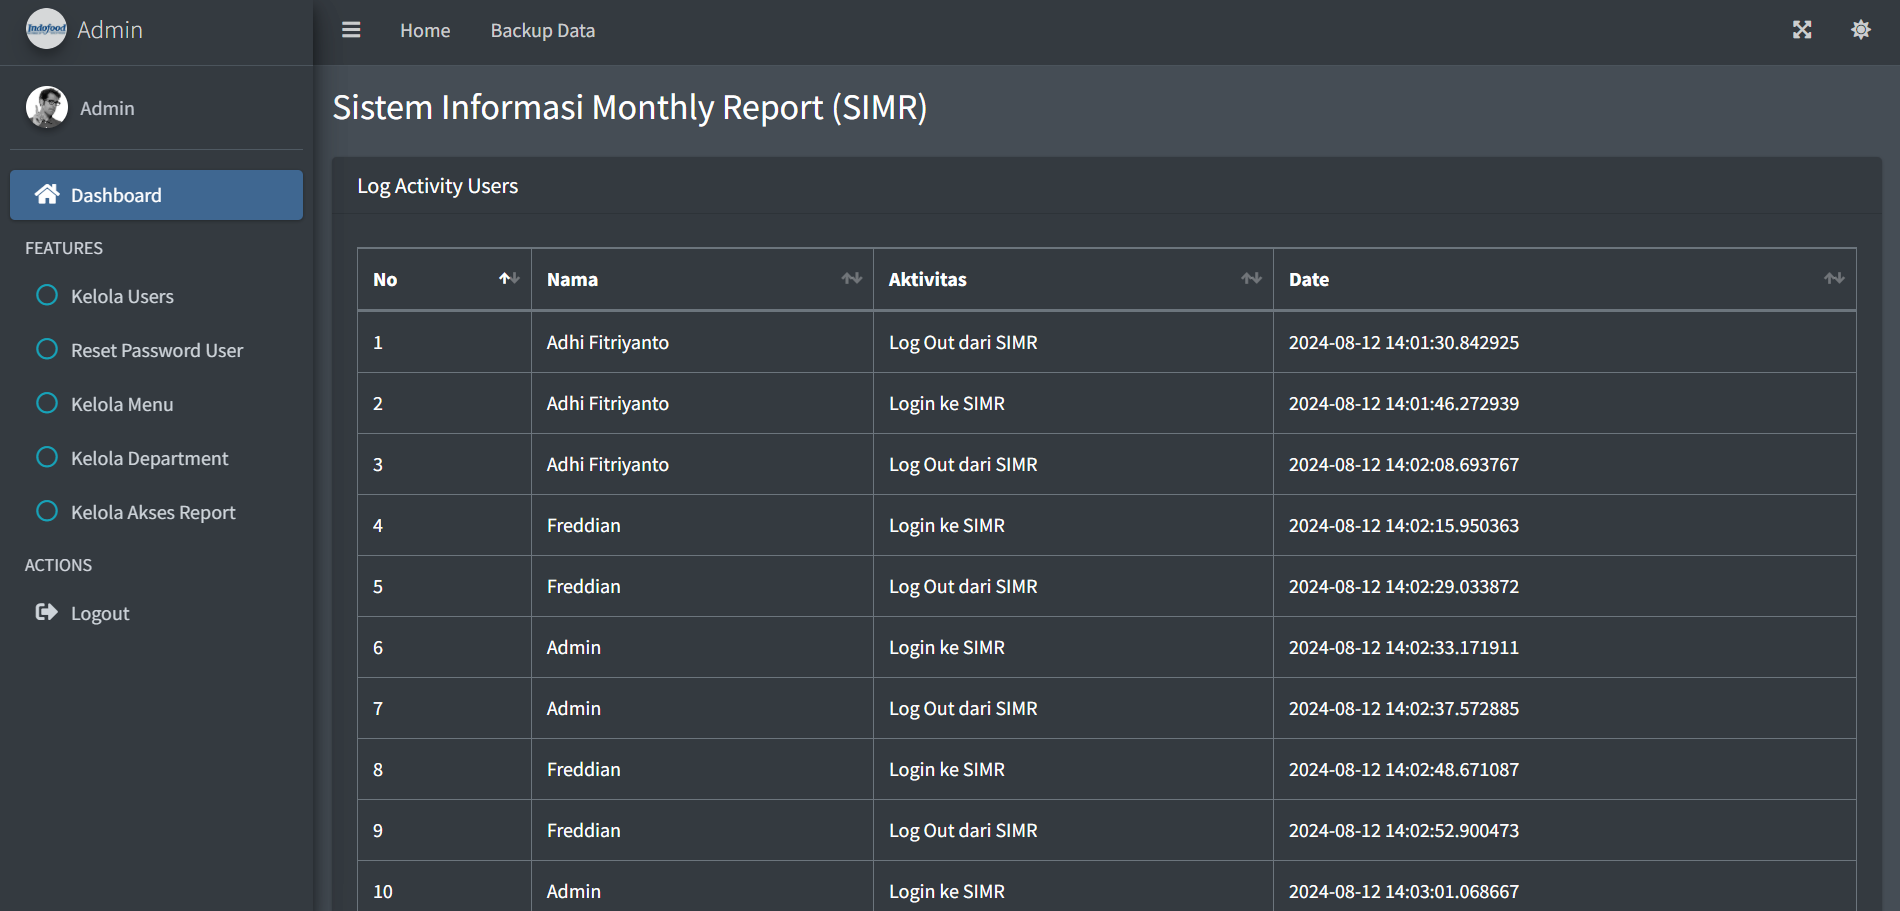 Indofood
Admin
Home
Backup Data
Admin
Dashboard
FEATURES
Kelola Users
Reset Password User
Kelola Menu
Kelola Department
Kelola Akses Report
ACTIONS
Logout
Sistem Informasi Monthly Report (SIMR)
Log Activity Users
No Nama Aktivitas Date
1 Adhi Fitriyanto Log Out dari SIMR 2024-08-12 14:01:30.842925
2 Adhi Fitriyanto Login ke SIMR 2024-08-12 14:01:46.272939
3 Adhi Fitriyanto Log Out dari SIMR 2024-08-12 14:02:08.693767
4 Freddian Login ke SIMR 2024-08-12 14:02:15.950363
5 Freddian Log Out dari SIMR 2024-08-12 14:02:29.033872
6 Admin Login ke SIMR 2024-08-12 14:02:33.171911
7 Admin Log Out dari SIMR 2024-08-12 14:02:37.572885
8 Freddian Login ke SIMR 2024-08-12 14:02:48.671087
9 Freddian Log Out dari SIMR 2024-08-12 14:02:52.900473
10 Admin Login ke SIMR 2024-08-12 14:03:01.068667